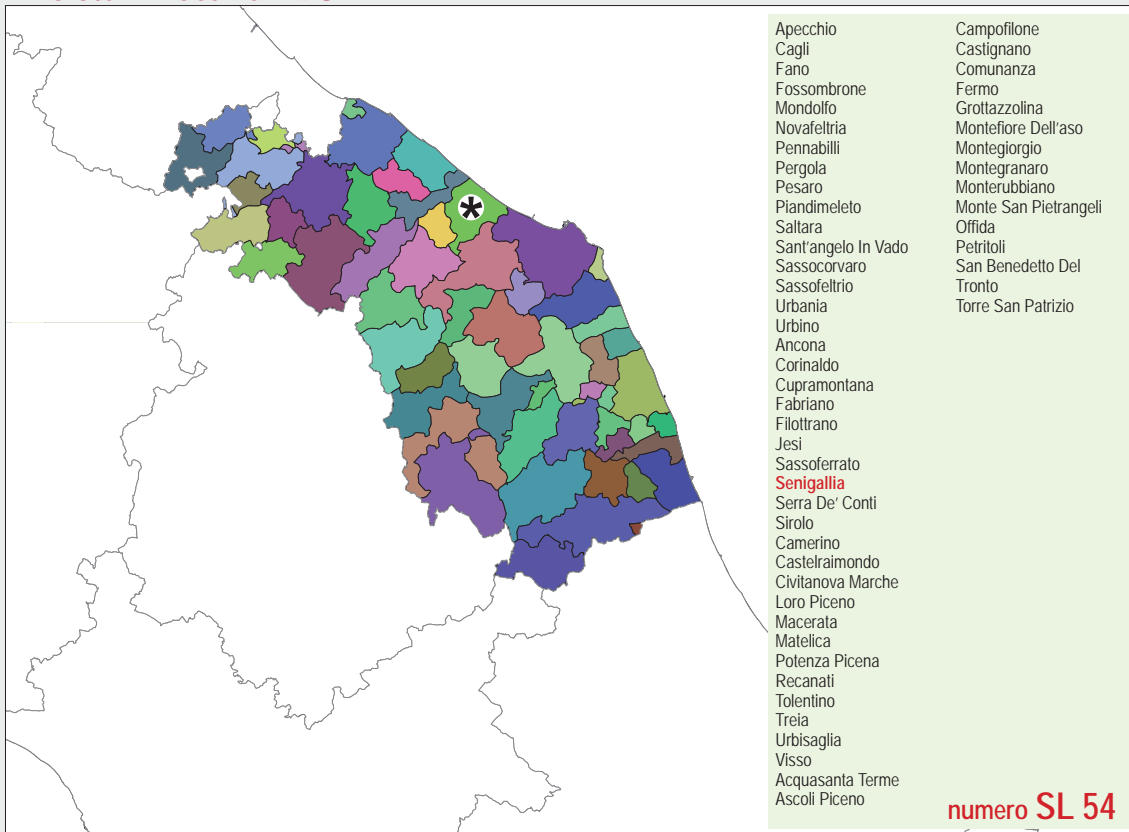 Apecchio
Cagli
Fano
Fossombrone
Mondolfo
Novafeltria
Pennabilli
Pergola
Pesaro
Piandimeleto
Saltara
Sant'angelo In Vado
Sassocorvaro
Sassofeltrio
Urbania
Urbino
Ancona
Corinaldo
Cupramontana
Fabriano
Filottrano
Jesi
Sassoferrato
Senigallia
Serra De' Conti
Sirolo
Camerino
Castelraimondo
Civitanova Marche
Loro Piceno
Macerata
Matelica
Potenza Picena
Recanati
Tolentino
Treia
Urbisaglia
Visso
Acquasanta Terme
Ascoli Piceno
Campofilone
Castignano
Comunanza
Fermo
Grottazzolina
Montefiore Dell'aso
Montegiorgio
Montegranaro
Monterubbiano
Monte San Pietrangeli
Offida
Petritoli
San Benedetto Del
Tronto
Torre San Patrizio
numero SL 54